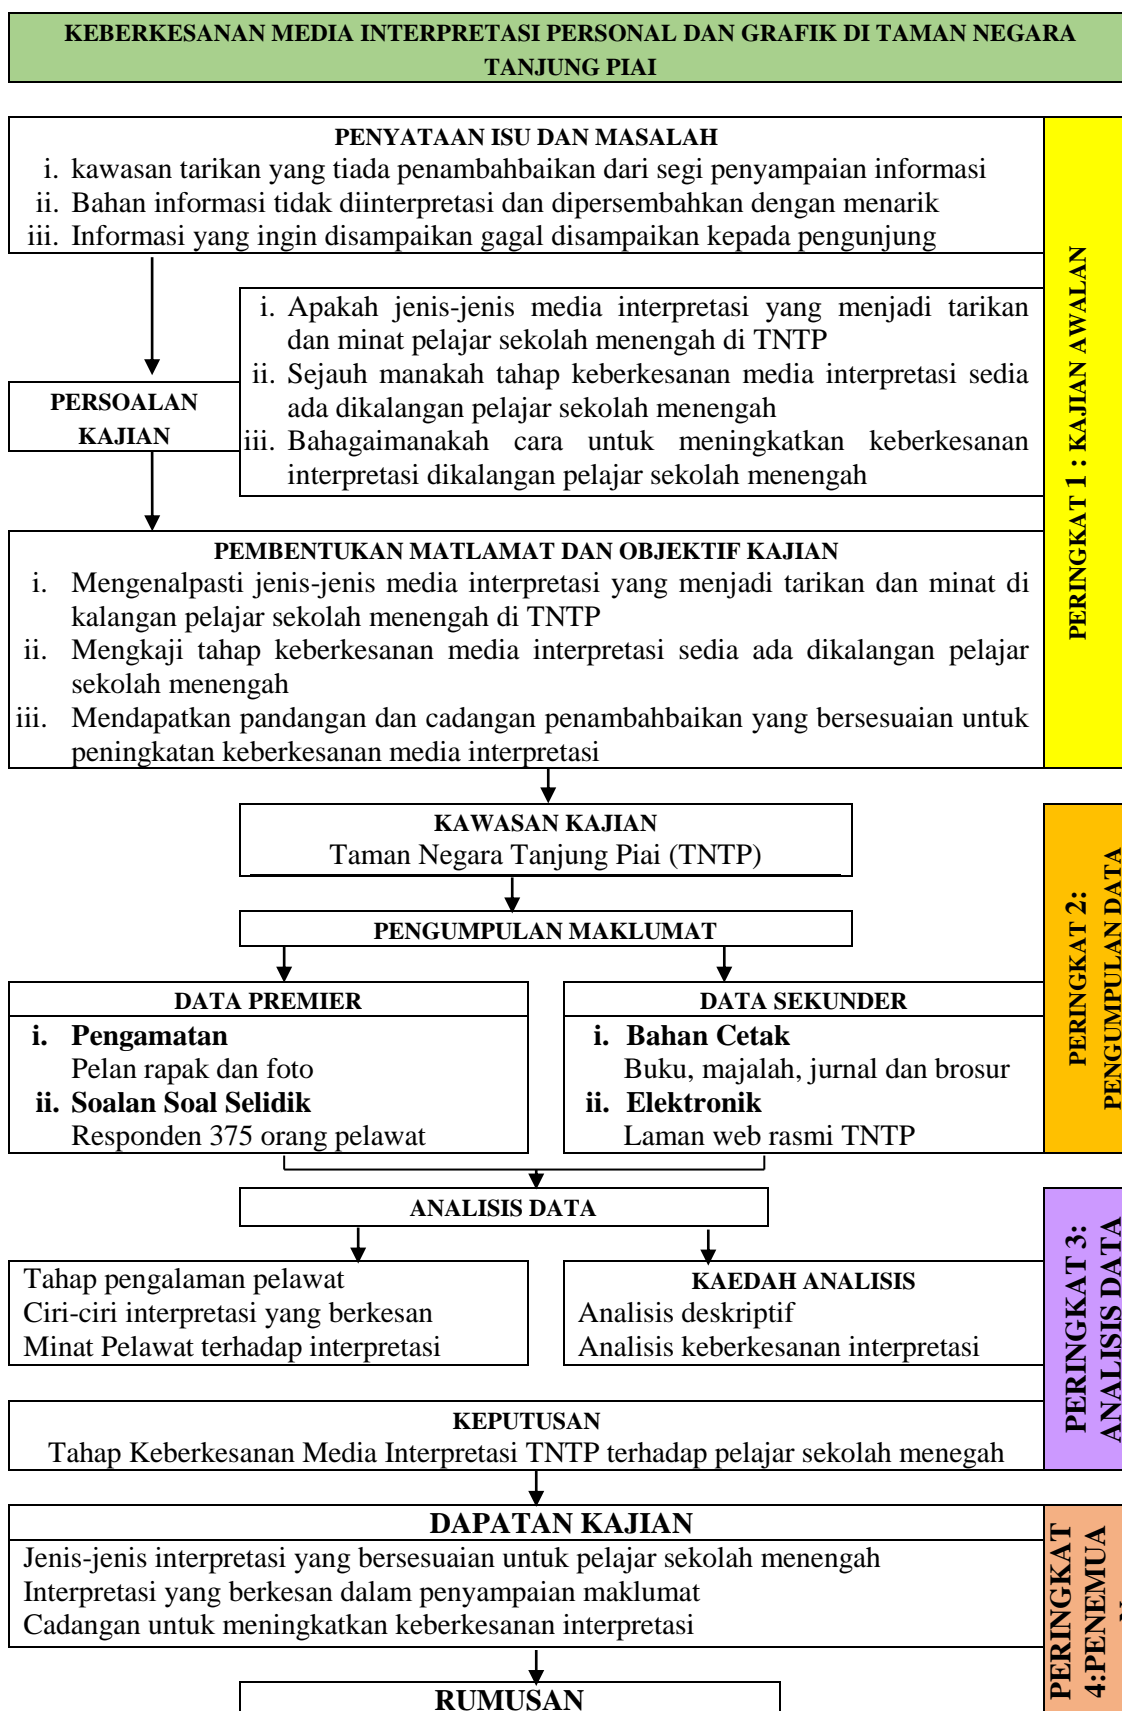 KEBERKESANAN MEDIA INTERPRETASI PERSONAL DAN GRAFIK DI TAMAN NEGARA
TANJUNG PIAI
PENYATAAN ISU DAN MASALAH
i. kawasan tarikan yang tiada penambahbaikan dari segi penyampaian informasi
ii. Bahan informasi tidak diinterpretasi dan dipersembahkan dengan menarik
iii. Informasi yang ingin disampaikan gagal disampaikan kepada pengunjung
PERINGKAT 1 : KAJIAN AWALAN
PERSOALAN
KAJIAN
i. Apakah jenis-jenis media interpretasi yang menjadi tarikan
dan minat pelajar sekolah menengah di TNTP
ii. Sejauh manakah tahap keberkesanan media interpretasi sedia
ada dikalangan pelajar sekolah menengah
iii. Bahagaimanakah cara untuk meningkatkan keberkesanan
interpretasi dikalangan pelajar sekolah menengah
PEMBENTUKAN MATLAMAT DAN OBJEKTIF KAJIAN
i. Mengenalpasti jenis-jenis media interpretasi yang menjadi tarikan dan minat di
kalangan pelajar sekolah menengah di TNTP
ii. Mengkaji tahap keberkesanan media interpretasi sedia ada dikalangan pelajar
sekolah menengah
iii. Mendapatkan pandangan dan cadangan penambahbaikan yang bersesuaian untuk
peningkatan keberkesanan media interpretasi
KAWASAN KAJIAN
Taman Negara Tanjung Piai (TNTP)
PERINGKAT 2:
PENGUMPULAN DATA
PENGUMPULAN MAKLUMAT
DATA PREMIER
i. Pengamatan
Pelan rapak dan foto
ii. Soalan Soal Selidik
Responden 375 orang pelawat
DATA SEKUNDER
i. Bahan Cetak
Buku, majalah, jurnal dan brosur
ii. Elektronik
Laman web rasmi TNTP
ANALISIS DATA
PERINGKAT 3:
ANALISIS DATA
Tahap pengalaman pelawat
Ciri-ciri interpretasi yang berkesan
Minat Pelawat terhadap interpretasi
KAEDAH ANALISIS
Analisis deskriptif
Analisis keberkesanan interpretasi
KEPUTUSAN
Tahap Keberkesanan Media Interpretasi TNTP terhadap pelajar sekolah menegah
DAPATAN KAJIAN
Jenis-jenis interpretasi yang bersesuaian untuk pelajar sekolah menengah
Interpretasi yang berkesan dalam penyampaian maklumat
Cadangan untuk meningkatkan keberkesanan interpretasi
PERINGKAT
4:PENEMUA
RUMUSAN